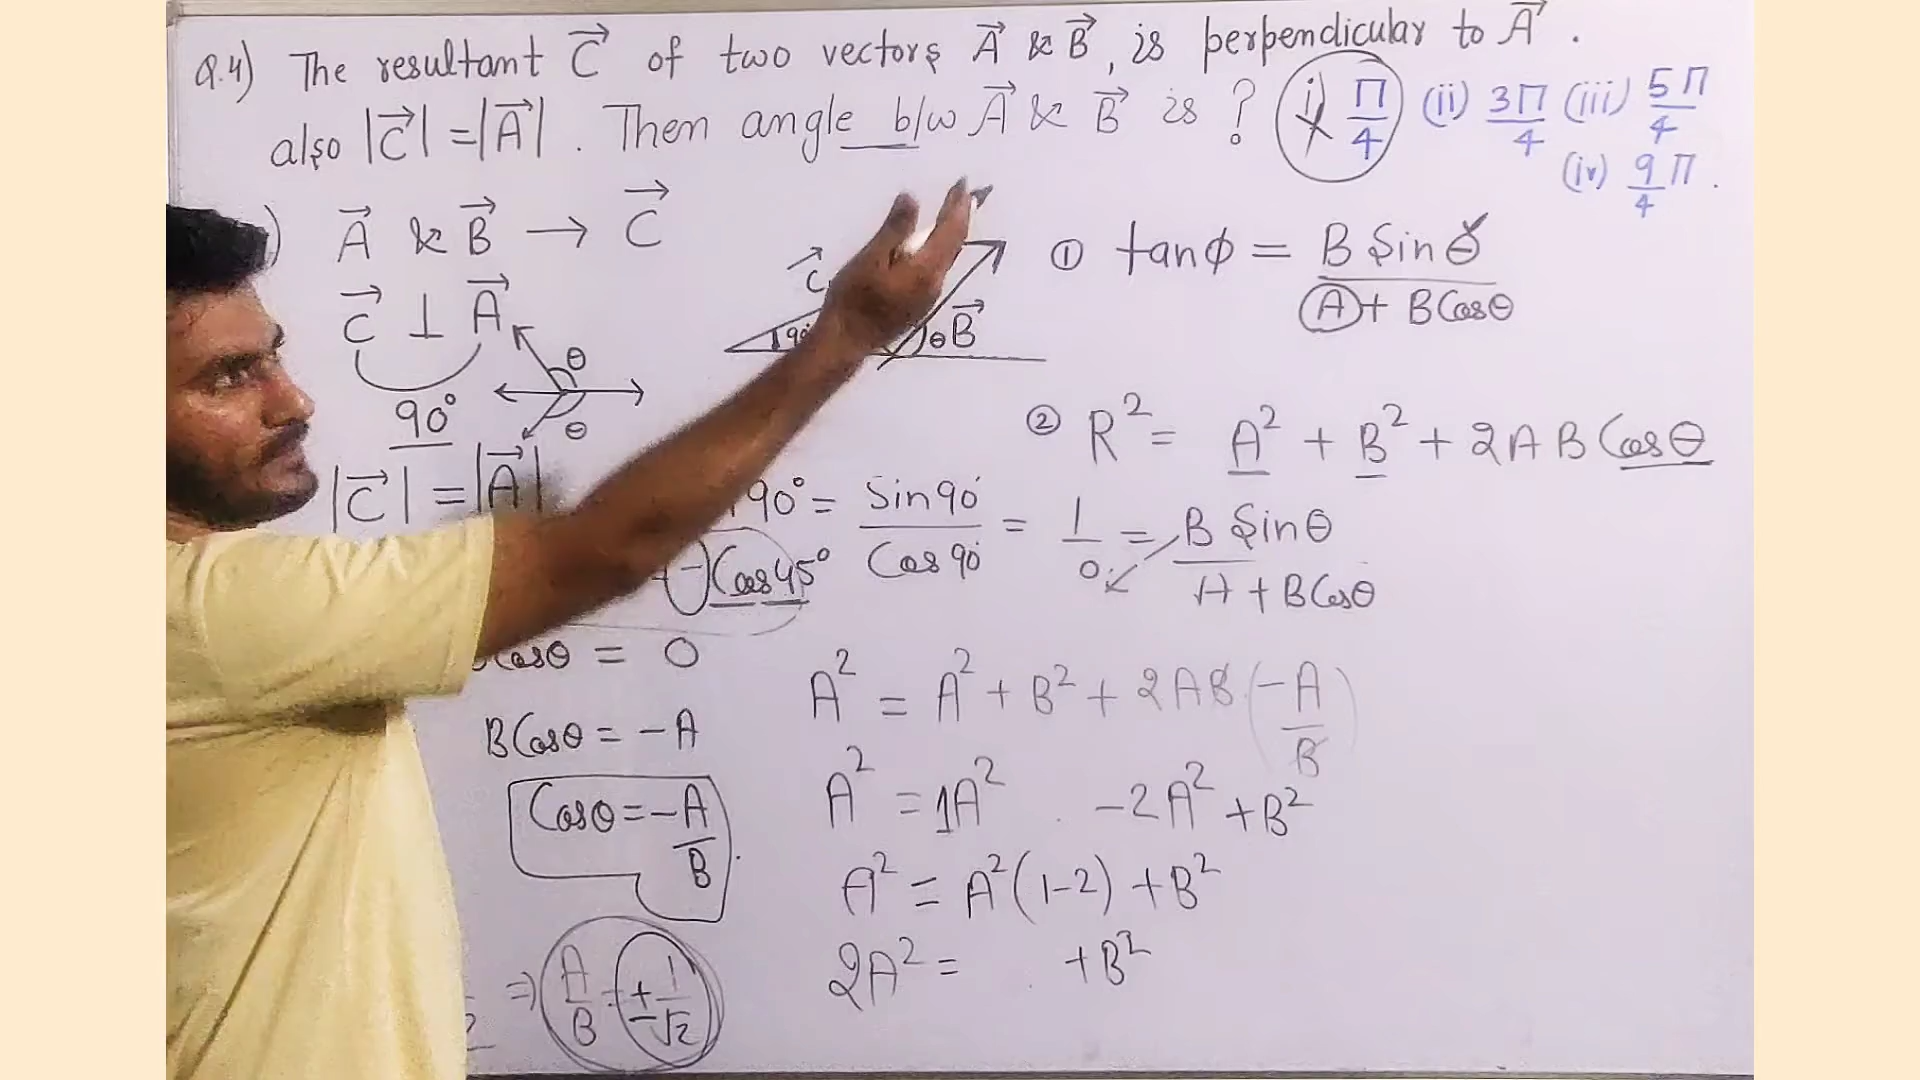 Q.4) The resultant C⃗ of two vectors A⃗ & B⃗, is perpendicular to A⃗ .
also |C⃗| = |A⃗| . Then angle b/w A⃗ & B⃗ is ? i) π/4 (ii) 3π/4 (iii) 5π/4
(iv) 9/4 π .
) A⃗ & B⃗ → C⃗
C⃗ ⊥ A⃗
90°
θ
θ
C⃗
θ B⃗
① tanϕ = B Sinθ / A + B Cosθ
② R² = A² + B² + 2AB Cosθ
|C⃗| = |A⃗|
90° = Sin90° / Cos90° = 1/0 = B Sinθ / A + B Cosθ
Cos45°
Cosθ = 0
BCosθ = -A
Cosθ = -A/B
⇒ A/B = ± 1/√2
A² = A² + B² + 2AB (-A/B)
A² = 1A² -2A² + B²
A² = A² (1-2) + B²
2A² = +B²